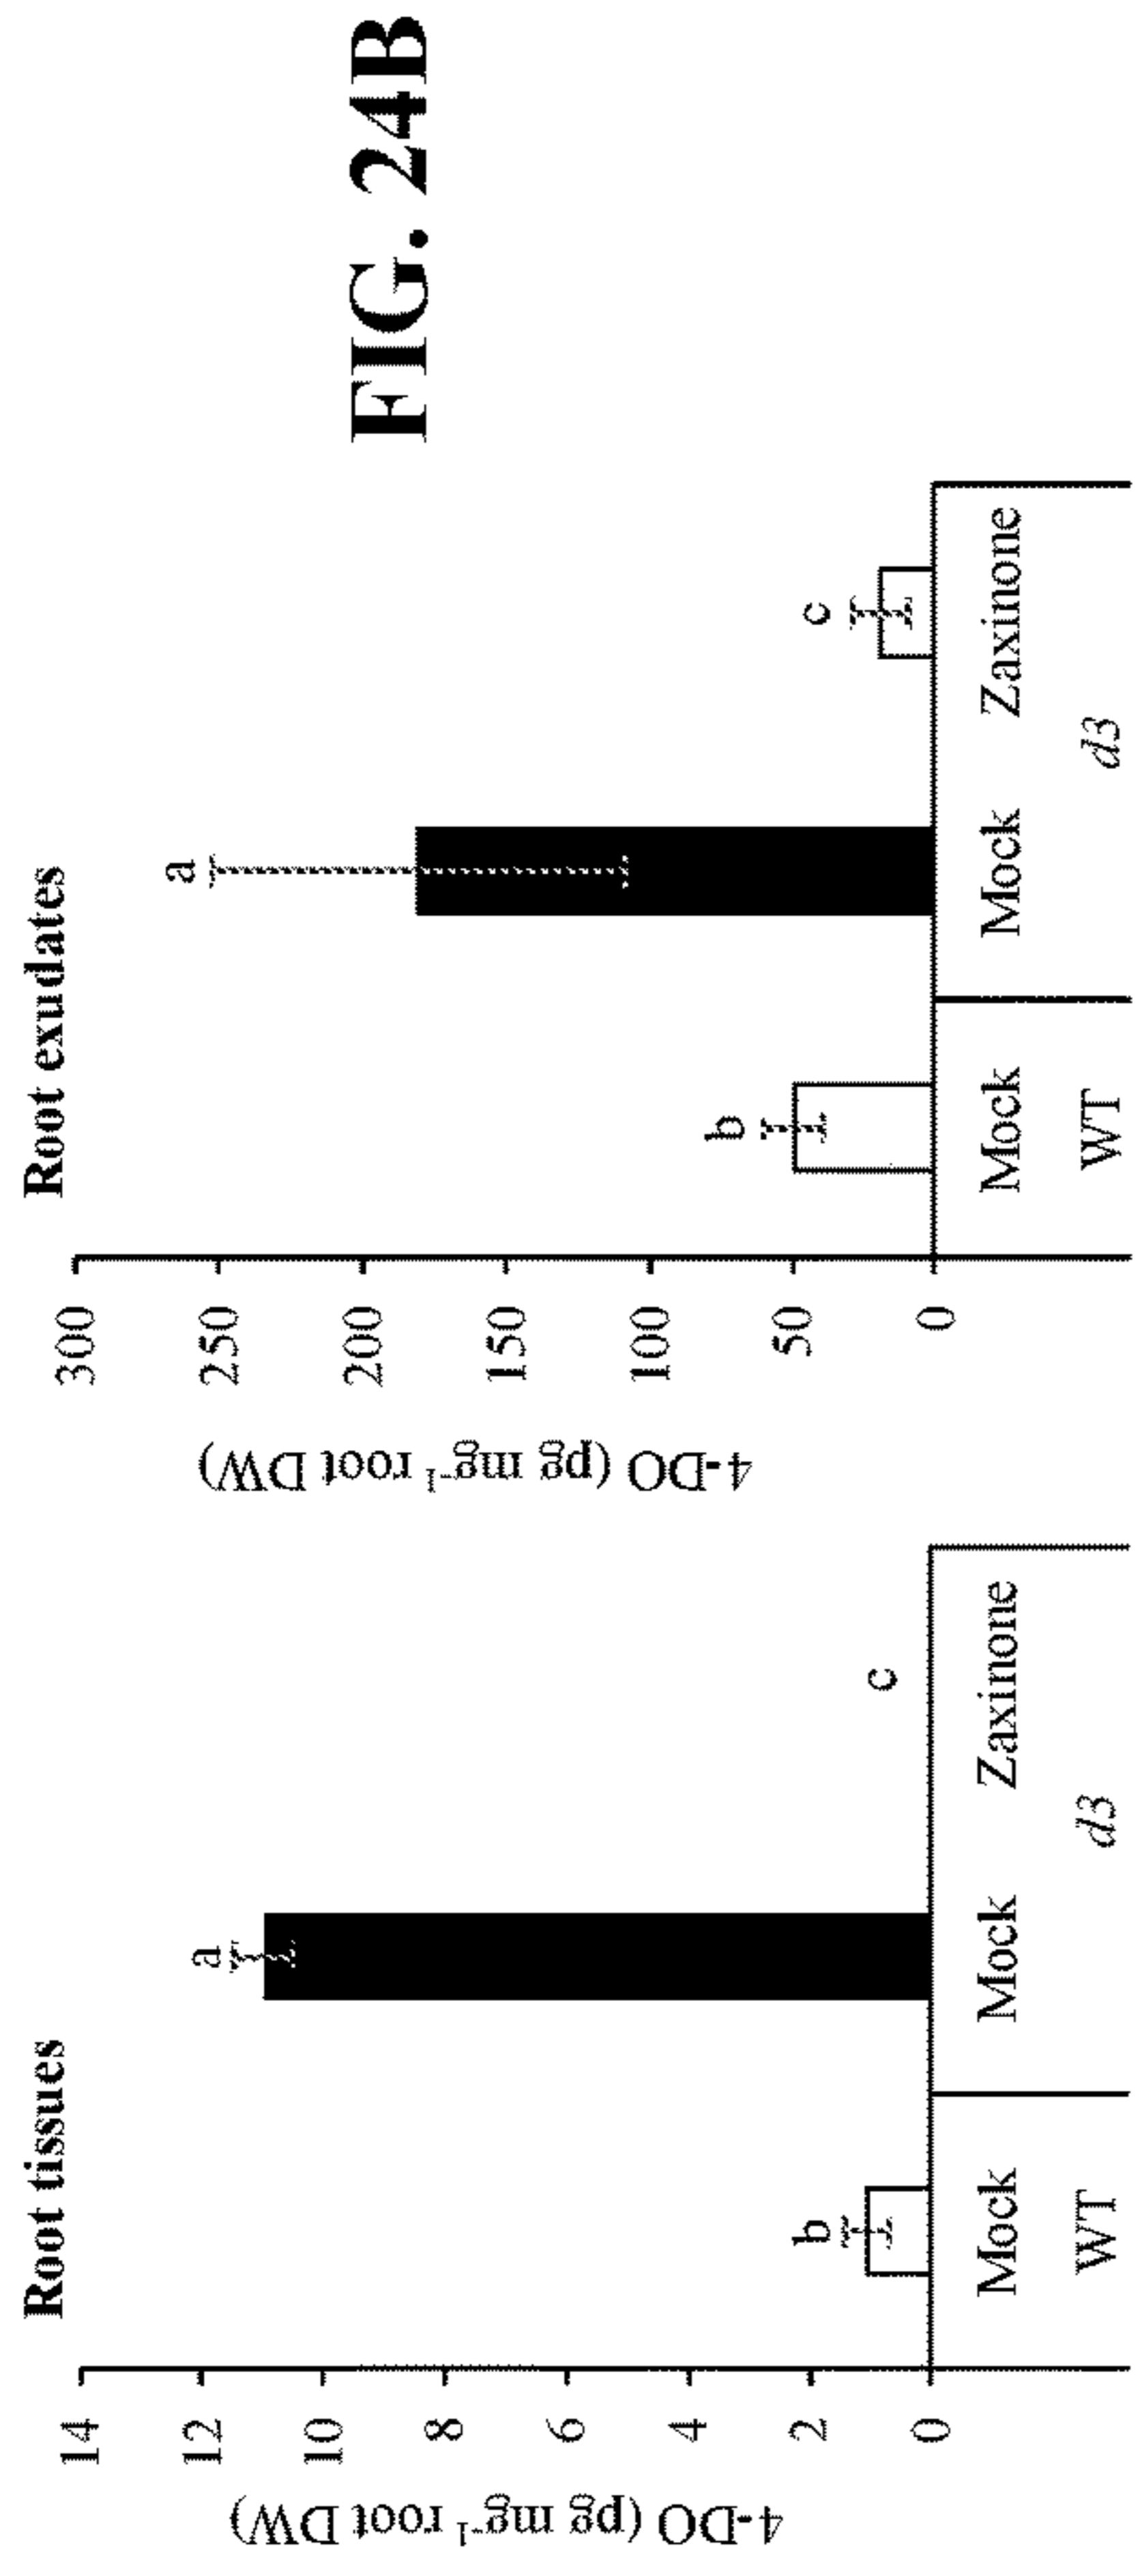 Root tissues
4-DO (pg mg⁻¹ root DW)
14
12
10
8
6
4
2
0
b
a
c
Mock Mock Zaxinone
WT d3
Root exudates
4-DO (pg mg⁻¹ root DW)
300
250
200
150
100
50
0
b
a
c
Mock Mock Zaxinone
WT d3
FIG. 24B